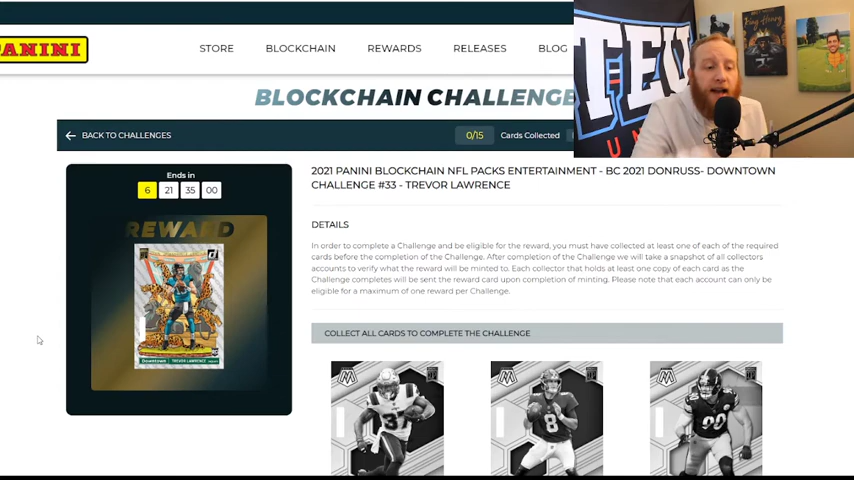 PANINI
STORE
BLOCKCHAIN
REWARDS
RELEASES
BLOG
BLOCKCHAIN CHALLENGE
BACK TO CHALLENGES
0/15
Cards Collected
Ends in
6 21 35 00
REWARD
Downtown TREVOR LAWRENCE
2021 PANINI BLOCKCHAIN NFL PACKS ENTERTAINMENT - BC 2021 DONRUSS- DOWNTOWN
CHALLENGE #33 - TREVOR LAWRENCE
DETAILS
In order to complete a Challenge and be eligible for the reward, you must have collected at least one of each of the required
cards before the completion of the Challenge. After completion of the Challenge we will take a snapshot of all collectors
accounts to verify what the reward will be minted to. Each collector that holds at least one copy of each card as the
Challenge completes will be sent the reward card upon completion of minting. Please note that each account can only be
eligible for a maximum of one reward per Challenge.
COLLECT ALL CARDS TO COMPLETE THE CHALLENGE
37
8
90
TEU
UN
King Henry